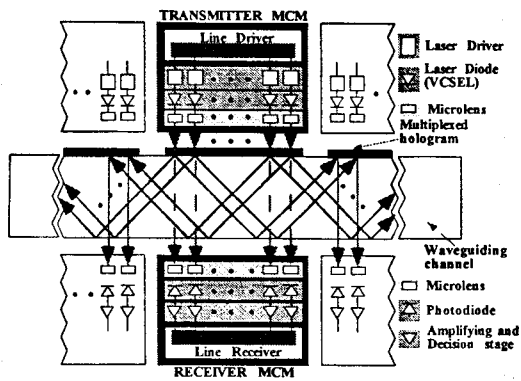 TRANSMITTER MCM
Line Driver
Laser Driver
Laser Diode
(VCSEL)
Microlens
Multiplexed
hologram
Waveguiding
channel
Microlens
Photodiode
Amplifying and
Decision stage
Line Receiver
RECEIVER MCM